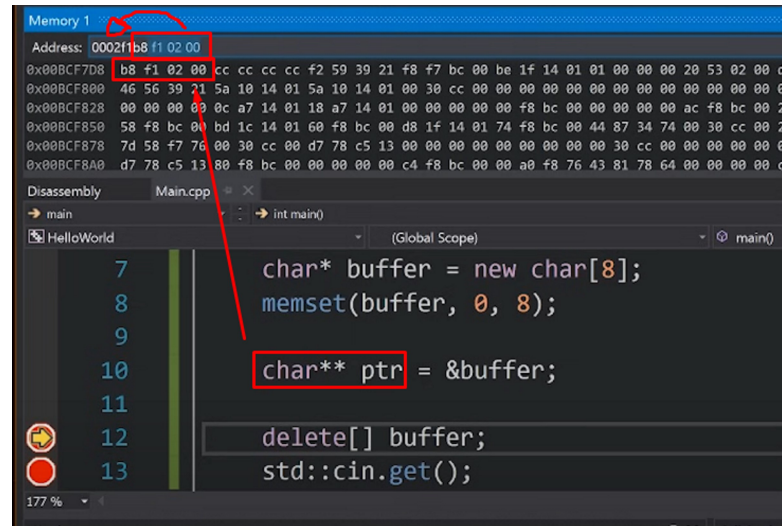 Memory 1
Address: 0002f1b8 f1 02 00
0x00BCF7D8 b8 f1 02 00 cc cc cc cc f2 59 39 21 f8 f7 bc 00 be 1f 14 01 01 00 00 00 20 53 02 00
0x00BCF800 46 56 39 21 5a 10 14 01 5a 10 14 01 00 30 cc 00 00 00 00 00 00 00 00 00 00 00 00 00
0x00BCF828 00 00 00 00 0c a7 14 01 18 a7 14 01 00 00 00 00 00 f8 bc 00 00 00 00 00 ac f8 bc 00
0x00BCF850 58 f8 bc 00 bd 1c 14 01 60 f8 bc 00 d8 1f 14 01 74 f8 bc 00 44 87 34 74 00 30 cc 00
0x00BCF878 7d 58 f7 76 00 30 cc 00 d7 78 c5 13 00 00 00 00 00 00 00 00 00 30 cc 00 00 00 00 00
0x00BCF8A0 d7 78 c5 13 80 f8 bc 00 00 00 00 00 c4 f8 bc 00 00 a0 f8 76 43 81 78 64 00 00 00 00
Disassembly Main.cpp
main int main()
HelloWorld (Global Scope) main()
7 char* buffer = new char[8];
8 memset(buffer, 0, 8);
9
10 char** ptr = &buffer;
11
12 delete[] buffer;
13 std::cin.get();
177 %